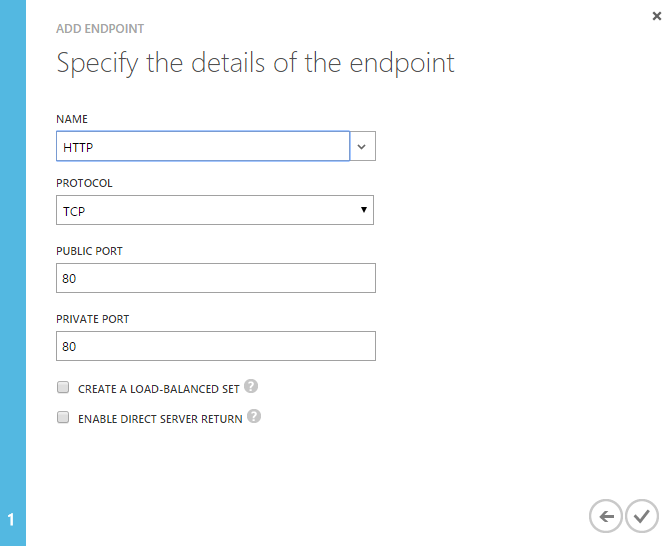 ADD ENDPOINT
Specify the details of the endpoint
NAME
HTTP
PROTOCOL
TCP
PUBLIC PORT
80
PRIVATE PORT
80
CREATE A LOAD-BALANCED SET ?
ENABLE DIRECT SERVER RETURN ?
1